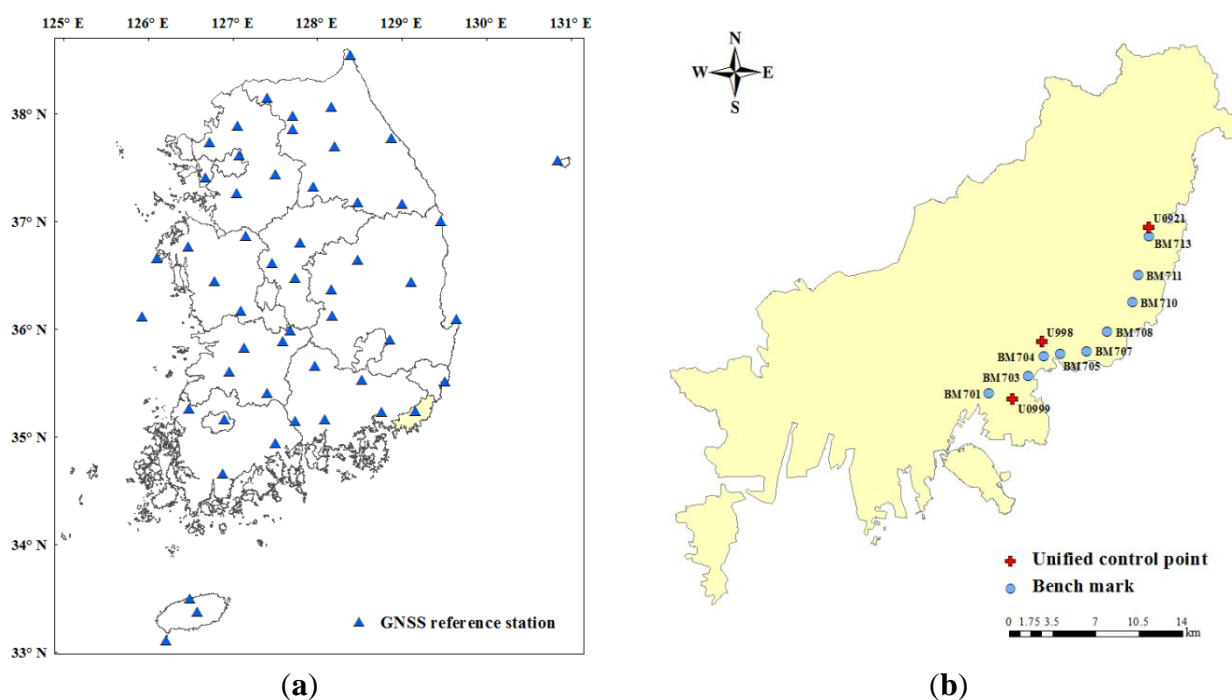 125° E 126° E 127° E 128° E 129° E 130° E 131° E
38° N
37° N
36° N
35° N
34° N
33° N
GNSS reference station
(a)
N
W E
S
U0921
BM713
BM711
BM710
BM708
U998
BM704
BM707
BM705
BM703
BM701
U0999
Unified control point
Bench mark
0 1.75 3.5 7 10.5 14
km
(b)